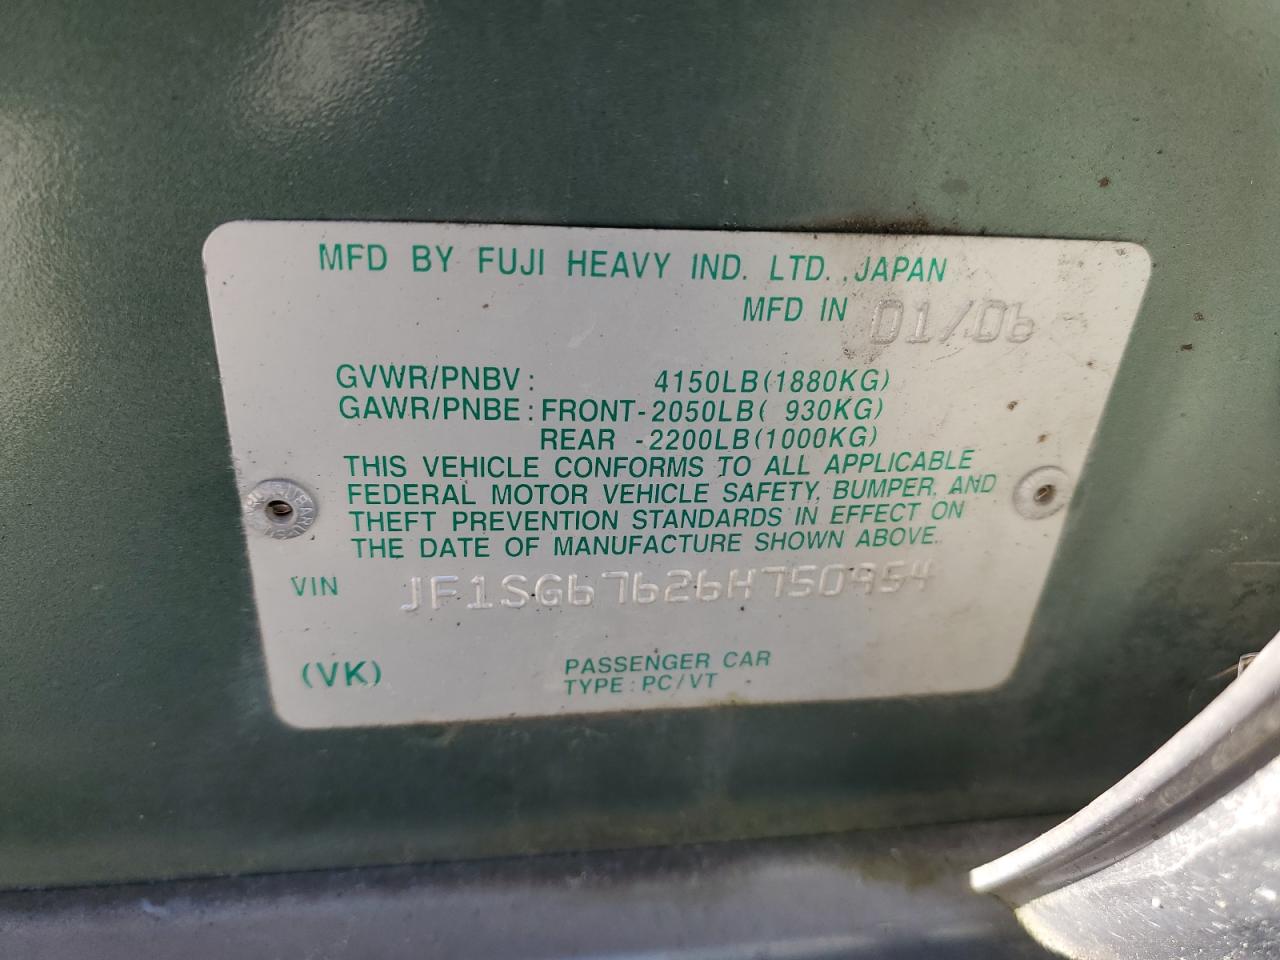 MFD BY FUJI HEAVY IND. LTD., JAPAN
MFD IN 01/06
GVWR/PNBV: 4150LB(1880KG)
GAWR/PNBE: FRONT-2050LB( 930KG)
REAR -2200LB(1000KG)
THIS VEHICLE CONFORMS TO ALL APPLICABLE
FEDERAL MOTOR VEHICLE SAFETY, BUMPER, AND
THEFT PREVENTION STANDARDS IN EFFECT ON
THE DATE OF MANUFACTURE SHOWN ABOVE.
VIN JF1SG67626H750954
(VK) PASSENGER CAR
TYPE: PC/VT